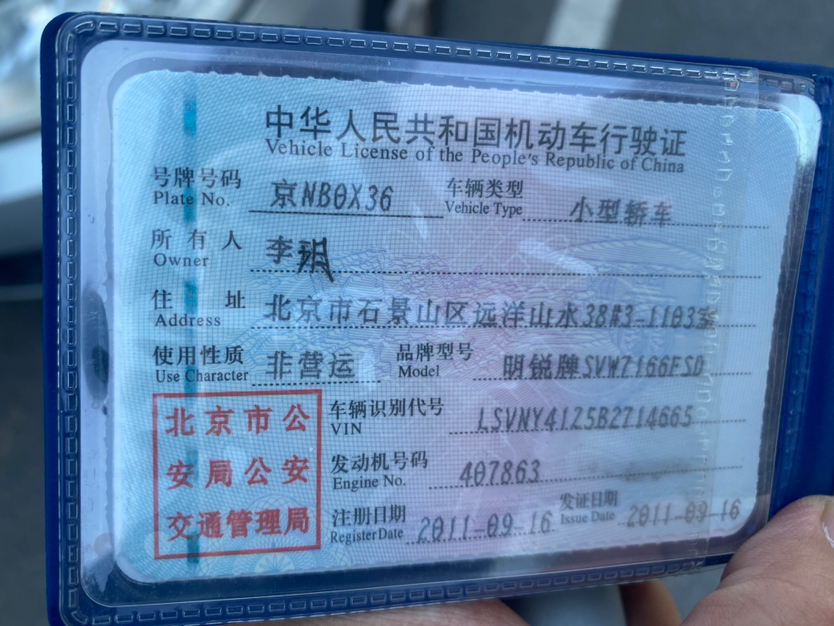 中华人民共和国机动车行驶证
Vehicle License of the People's Republic of China
号牌号码 京NB0X36 车辆类型 小型轿车
Plate No. Vehicle Type
所有人 李
Owner
住址 北京市石景山区远洋山水38#3-1103室
Address
使用性质 非营运 品牌型号 明锐牌SVW7166FSD
Use Character Model
北京市公
安局公安
交通管理局
车辆识别代号 LSVNY41Z5B2714665
VIN
发动机号码 407863
Engine No.
注册日期 2011-09-16 发证日期 2011-09-16
Register Date Issue Date